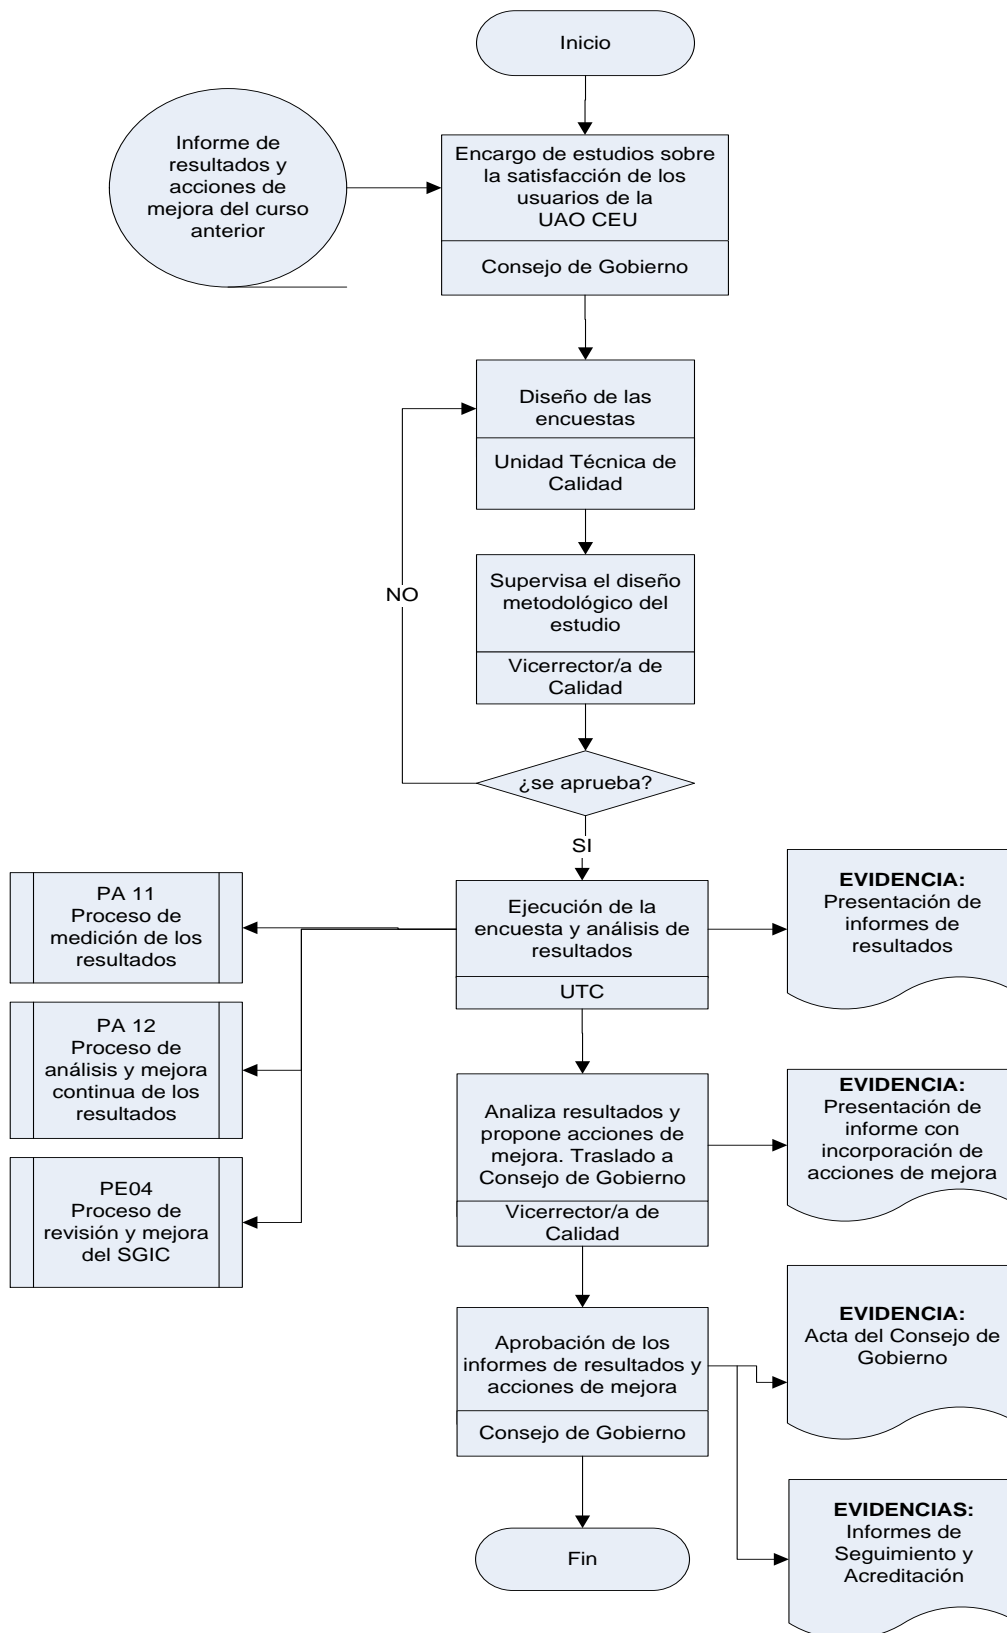 Inicio
Informe de
resultados y
acciones de
mejora del curso
anterior
Encargo de estudios sobre
la satisfacción de los
usuarios de la
UAO CEU
Consejo de Gobierno
Diseño de las
encuestas
Unidad Técnica de
Calidad
NO
Supervisa el diseño
metodológico del
estudio
Vicerrector/a de
Calidad
¿se aprueba?
SI
PA 11
Proceso de
medición de los
resultados
Ejecución de la
encuesta y análisis de
resultados
UTC
EVIDENCIA:
Presentación de
informes de
resultados
PA 12
Proceso de
análisis y mejora
continua de los
resultados
Analiza resultados y
propone acciones de
mejora. Traslado a
Consejo de Gobierno
Vicerrector/a de
Calidad
EVIDENCIA:
Presentación de
informe con
incorporación de
acciones de mejora
PE04
Proceso de
revisión y mejora
del SGIC
Aprobación de los
informes de resultados y
acciones de mejora
Consejo de Gobierno
EVIDENCIA:
Acta del Consejo de
Gobierno
Fin
EVIDENCIAS:
Informes de
Seguimiento y
Acreditación